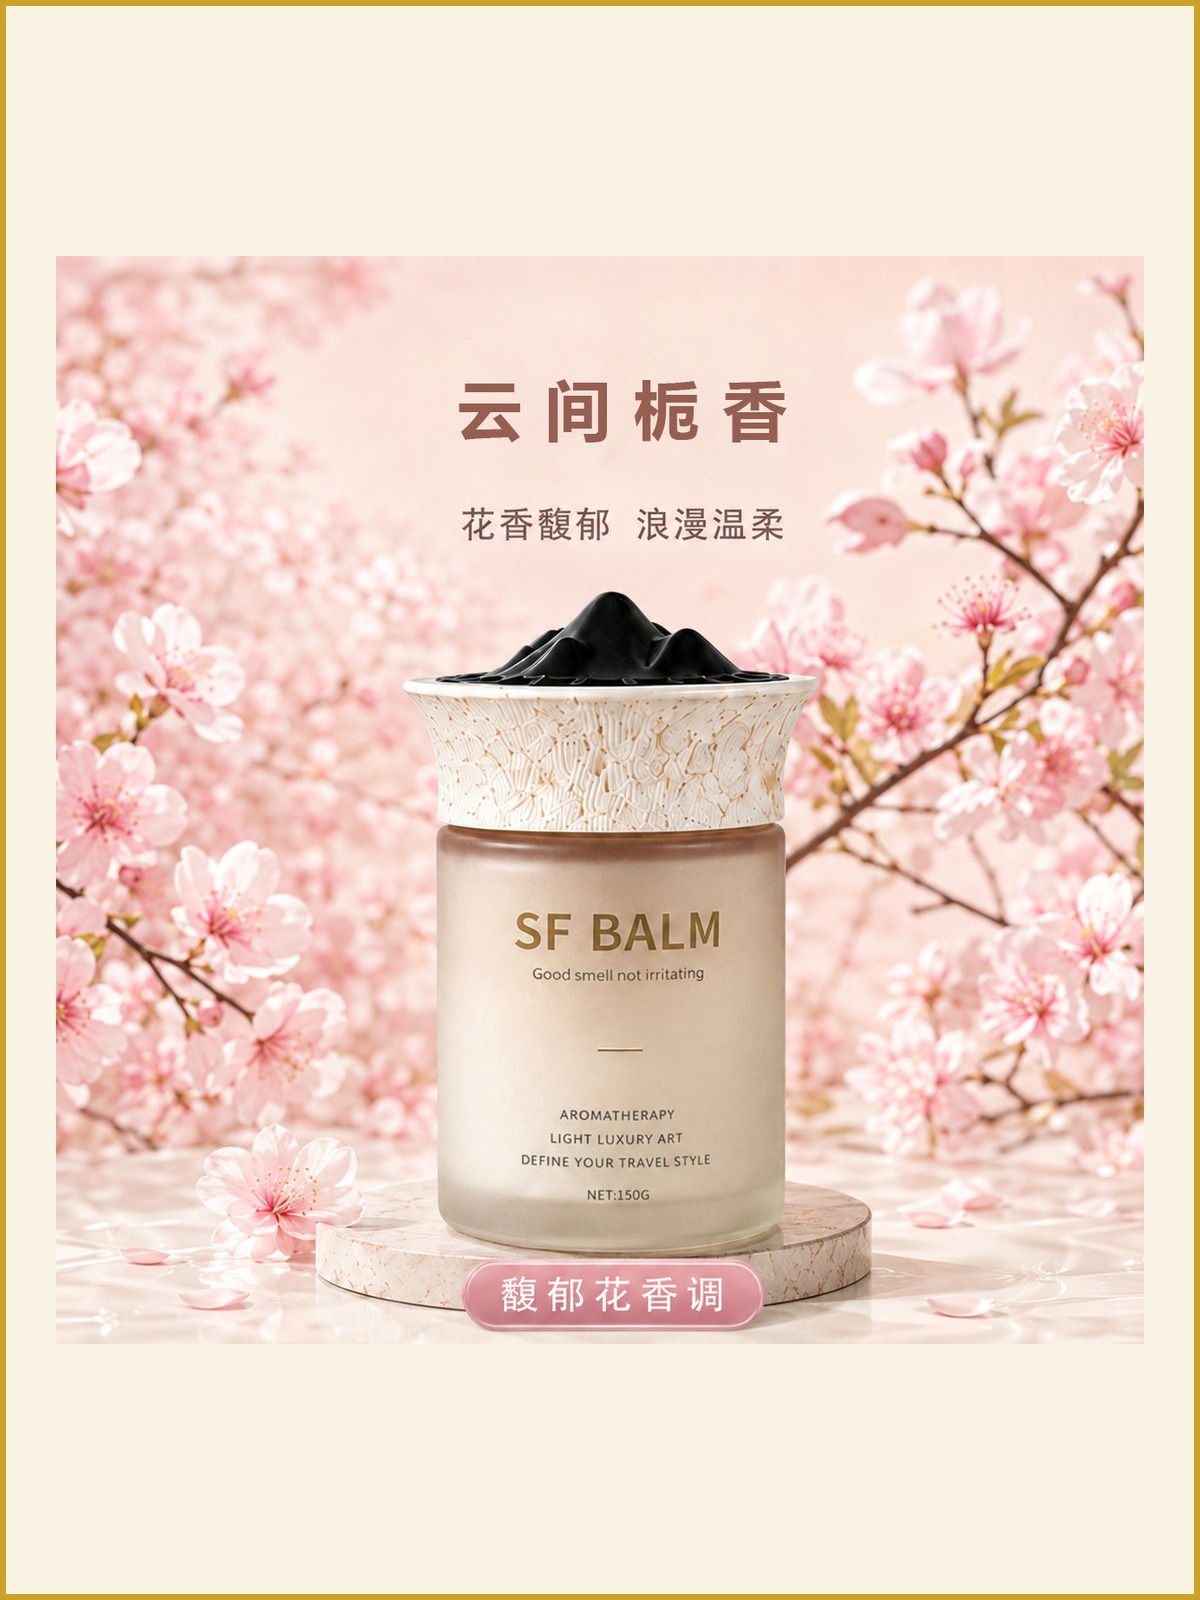 云间栀香
花香馥郁 浪漫温柔
SF BALM
Good smell not irritating
AROMATHERAPY
LIGHT LUXURY ART
DEFINE YOUR TRAVEL STYLE
NET:150G
馥郁花香调